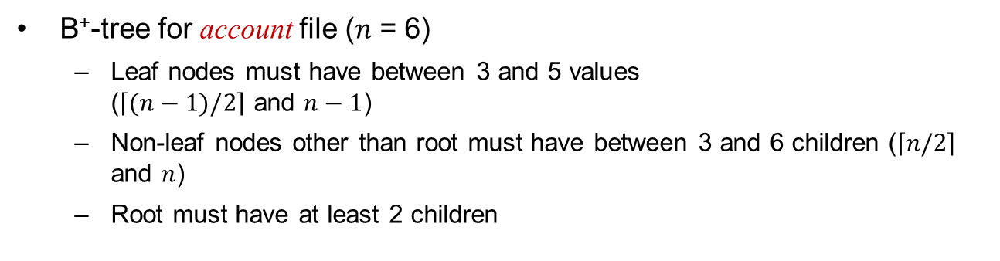 • B⁺-tree for account file (n = 6)
– Leaf nodes must have between 3 and 5 values
(⌈(n − 1)/2⌉ and n − 1)
– Non-leaf nodes other than root must have between 3 and 6 children (⌈n/2⌉
and n)
– Root must have at least 2 children